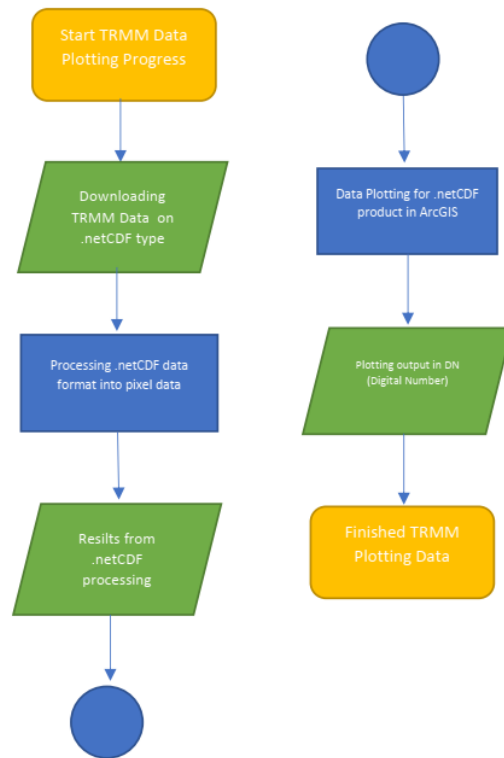 Start TRMM Data
Plotting Progress
Downloading
TRMM Data on
.netCDF type
Processing .netCDF data
format into pixel data
Resilts from
.netCDF
processing
Data Plotting for .netCDF
product in ArcGIS
Plotting output in DN
(Digital Number)
Finished TRMM
Plotting Data